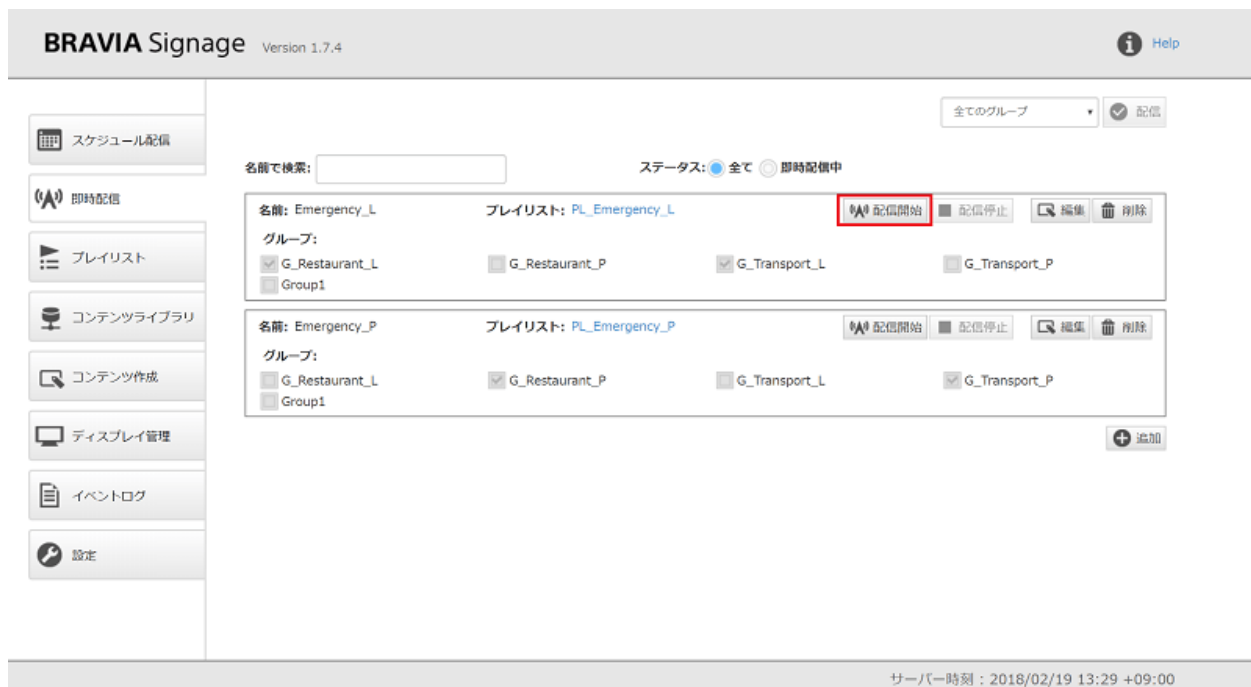 BRAVIA Signage Version 1.7.4
Help
全てのグループ
配信
スケジュール配信
即時配信
プレイリスト
コンテンツライブラリ
コンテンツ作成
ディスプレイ管理
イベントログ
設定
名前で検索:
ステータス: 全て 即時配信中
名前: Emergency_L プレイリスト: PL_Emergency_L 配信開始 配信停止 編集 削除
グループ:
G_Restaurant_L G_Restaurant_P G_Transport_L G_Transport_P
Group1
名前: Emergency_P プレイリスト: PL_Emergency_P 配信開始 配信停止 編集 削除
グループ:
G_Restaurant_L G_Restaurant_P G_Transport_L G_Transport_P
Group1
追加
サーバー時刻 : 2018/02/19 13:29 +09:00